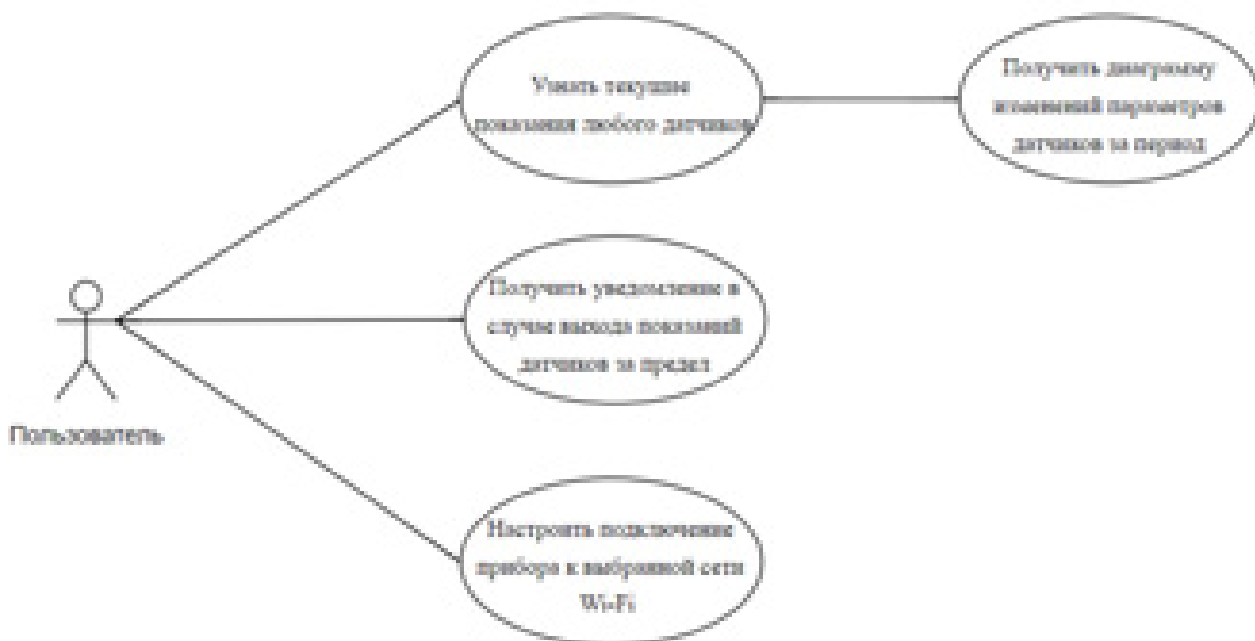 Узнать текущие
показания любого датчиков
Получить диаграмму
изменений параметров
датчиков за период
Получить уведомление в
случае выхода показаний
датчиков за предел
Пользователь
Настроить подключение
прибора к выбранной сети
Wi-Fi